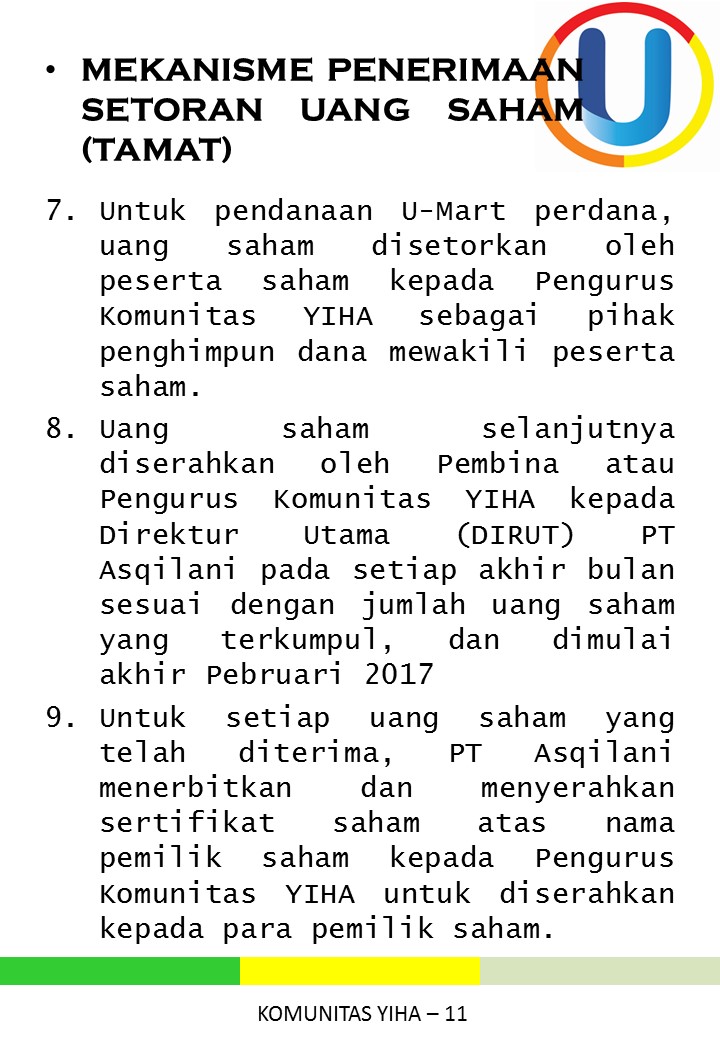 • MEKANISME PENERIMAAN
SETORAN UANG SAHAM
(TAMAT)
U
7. Untuk pendanaan U-Mart perdana,
uang saham disetorkan oleh
peserta saham kepada Pengurus
Komunitas YIHA sebagai pihak
penghimpun dana mewakili peserta
saham.
8. Uang saham selanjutnya
diserahkan oleh Pembina atau
Pengurus Komunitas YIHA kepada
Direktur Utama (DIRUT) PT
Asqilani pada setiap akhir bulan
sesuai dengan jumlah uang saham
yang terkumpul, dan dimulai
akhir Pebruari 2017
9. Untuk setiap uang saham yang
telah diterima, PT Asqilani
menerbitkan dan menyerahkan
sertifikat saham atas nama
pemilik saham kepada Pengurus
Komunitas YIHA untuk diserahkan
kepada para pemilik saham.
KOMUNITAS YIHA – 11